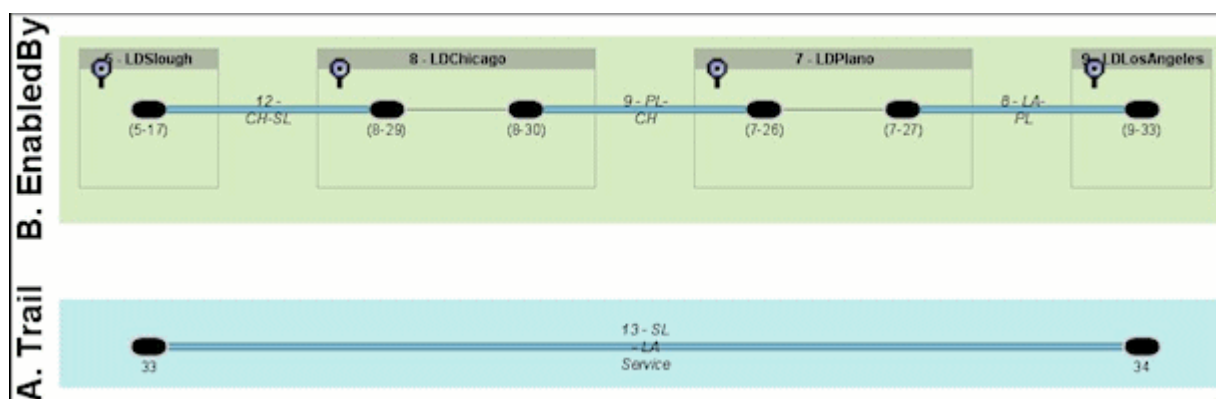 B. EnabledBy
5 - LDSlough
8 - LDChicago
7 - LDPlano
9 - LDLosAngeles
12 -
CH-SL
9 - PL-
CH
8 - LA-
PL
(5-17)
(8-29)
(8-30)
(7-26)
(7-27)
(9-33)
A. Trail
13 - SL
- LA
Service
33
34